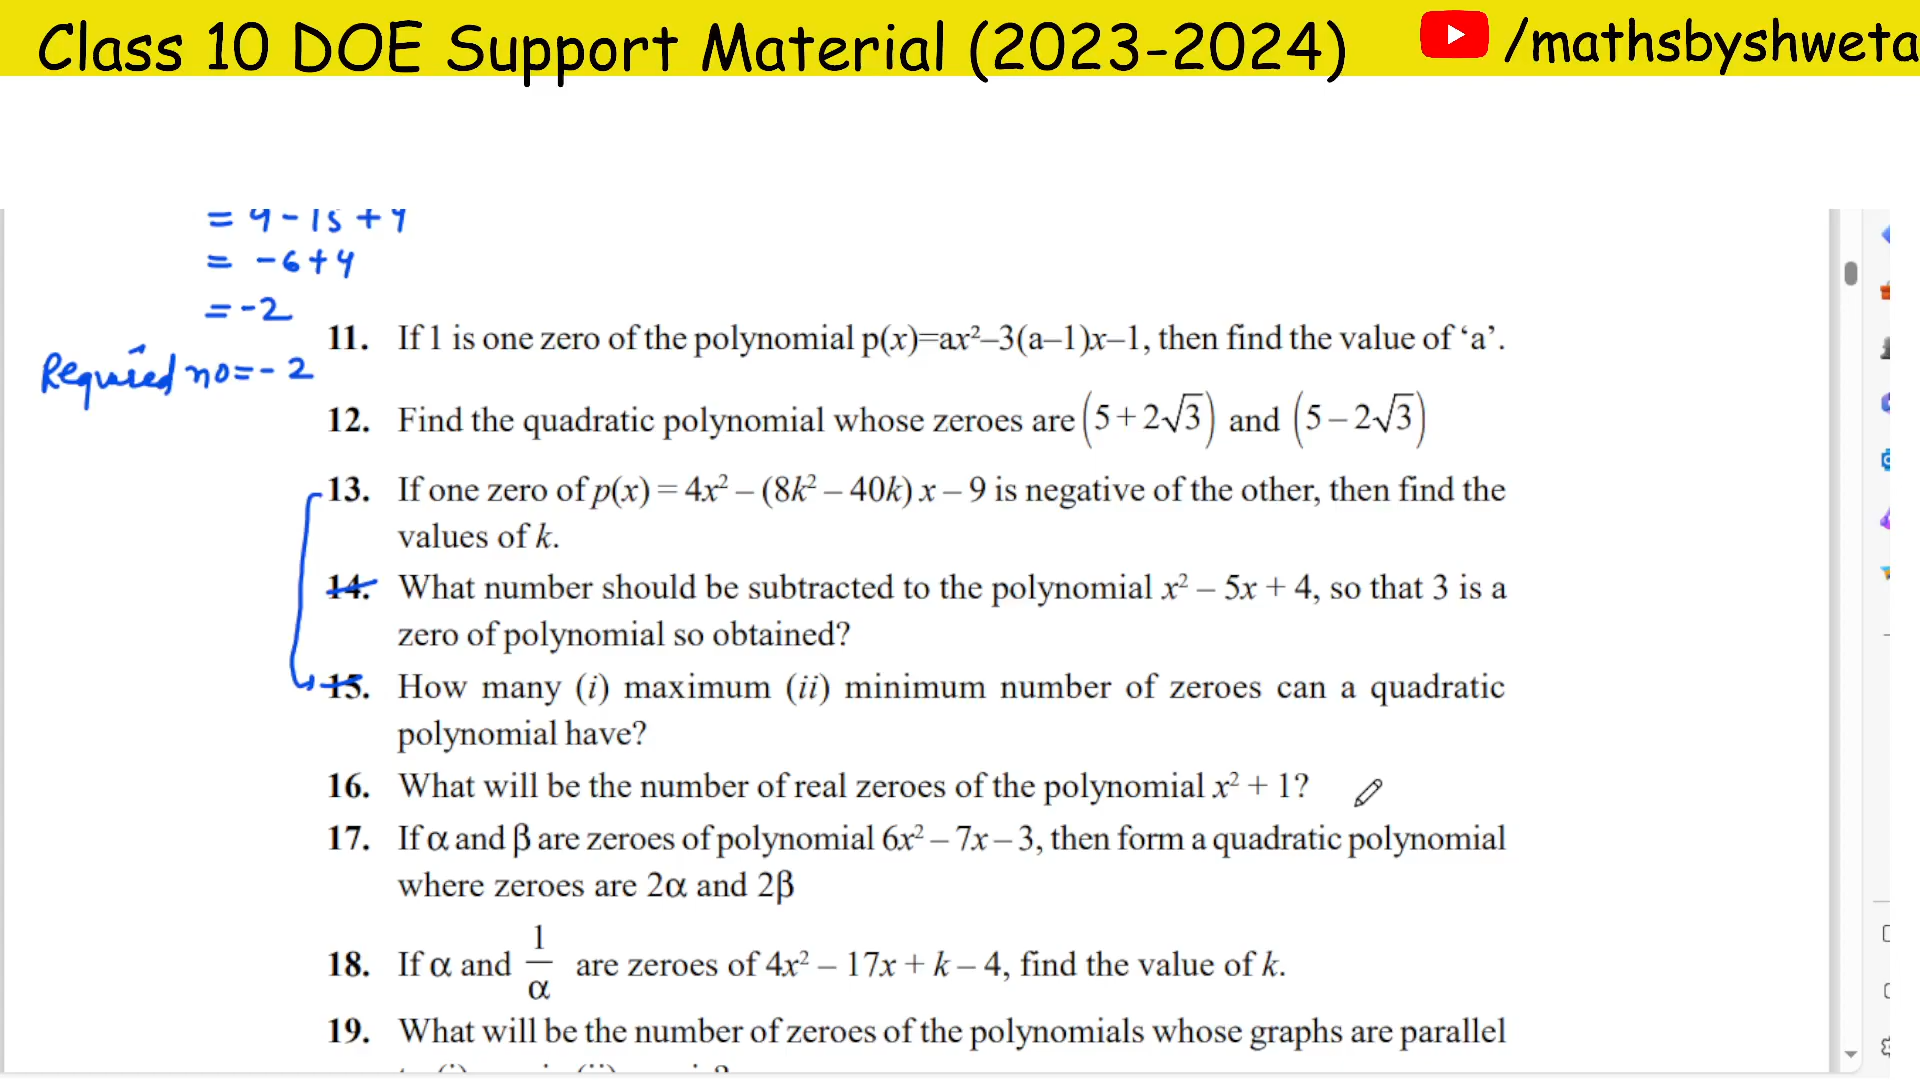 Class 10 DOE Support Material (2023-2024)
/mathsbyshweta
= 9 - 15 + 4
= -6+4
= -2
Required no = - 2
11. If 1 is one zero of the polynomial p(x)=ax²–3(a–1)x–1, then find the value of ‘a’.
12. Find the quadratic polynomial whose zeroes are (5 + 2√3) and (5 – 2√3)
13. If one zero of p(x) = 4x² – (8k² – 40k) x – 9 is negative of the other, then find the
values of k.
14. What number should be subtracted to the polynomial x² – 5x + 4, so that 3 is a
zero of polynomial so obtained?
15. How many (i) maximum (ii) minimum number of zeroes can a quadratic
polynomial have?
16. What will be the number of real zeroes of the polynomial x² + 1?
17. If α and β are zeroes of polynomial 6x² – 7x – 3, then form a quadratic polynomial
where zeroes are 2α and 2β
18. If α and 1/α are zeroes of 4x² – 17x + k – 4, find the value of k.
19. What will be the number of zeroes of the polynomials whose graphs are parallel